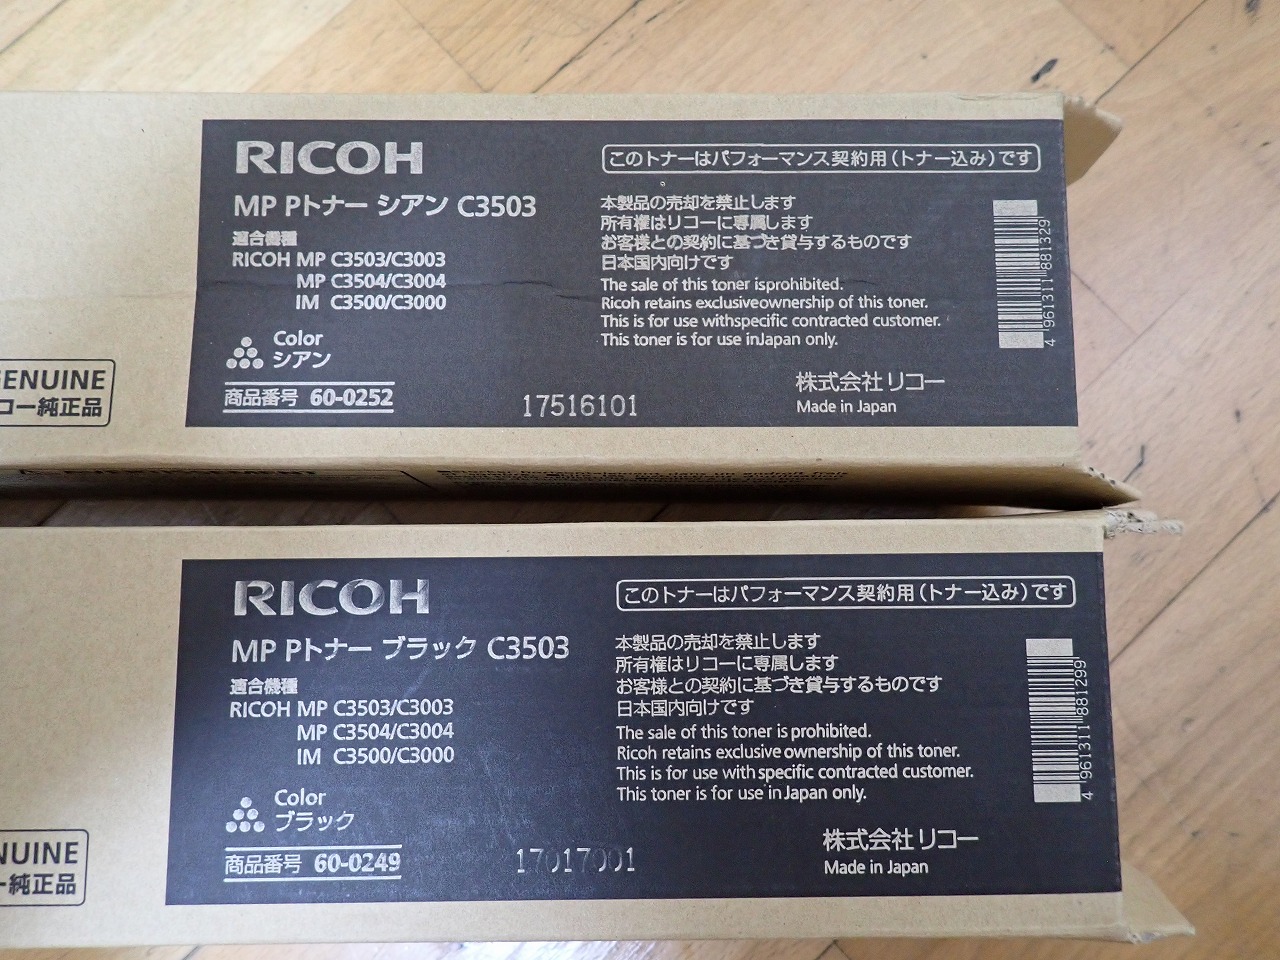 RICOH
MP Pトナー シアン C3503
適合機種
RICOH MP C3503/C3003
MP C3504/C3004
IM C3500/C3000
Color
シアン
商品番号 60-0252
17516101
このトナーはパフォーマンス契約用(トナー込み)です
本製品の売却を禁止します
所有権はリコーに専属します
お客様との契約に基づき貸与するものです
日本国内向けです
The sale of this toner isprohibited.
Ricoh retains exclusiveownership of this toner.
This is for use withspecific contracted customer.
This toner is for use inJapan only.
株式会社リコー
Made in Japan
4 961311 881329
ENUINE
コー純正品
RICOH
MP Pトナー ブラック C3503
適合機種
RICOH MP C3503/C3003
MP C3504/C3004
IM C3500/C3000
Color
ブラック
商品番号 60-0249
17017001
このトナーはパフォーマンス契約用(トナー込み)です
本製品の売却を禁止します
所有権はリコーに専属します
お客様との契約に基づき貸与するものです
日本国内向けです
The sale of this toner is prohibited.
Ricoh retains exclusive ownership of this toner.
This is for use with specific contracted customer.
This toner is for use in Japan only.
株式会社リコー
Made in Japan
4 961311 881299
NUINE
ー純正品